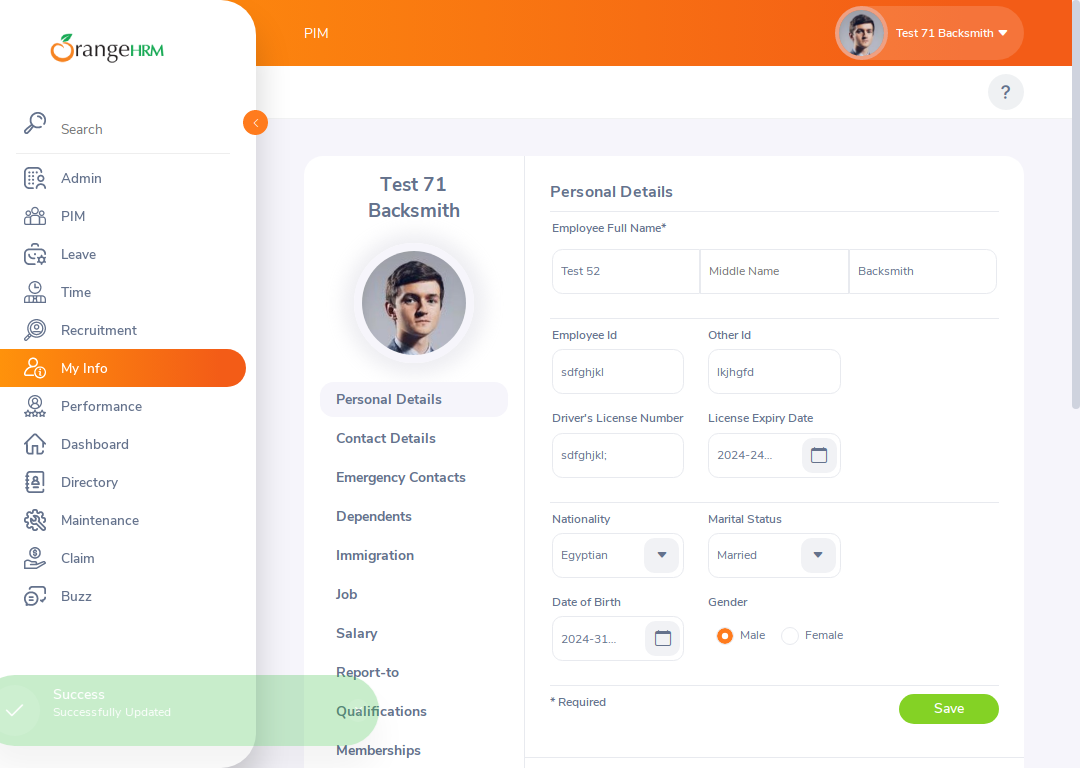 OrangeHRM
PIM
Test 71 Backsmith
?
Search
Admin
PIM
Leave
Time
Recruitment
My Info
Performance
Dashboard
Directory
Maintenance
Claim
Buzz
Success
Successfully Updated
Test 71
Backsmith
Personal Details
Contact Details
Emergency Contacts
Dependents
Immigration
Job
Salary
Report-to
Qualifications
Memberships
Personal Details
Employee Full Name*
Test 52
Middle Name
Backsmith
Employee Id
Other Id
sdfghjkl
lkjhgfd
Driver's License Number
License Expiry Date
sdfghjkl;
2024-24...
Nationality
Marital Status
Egyptian
Married
Date of Birth
Gender
2024-31...
Male
Female
* Required
Save